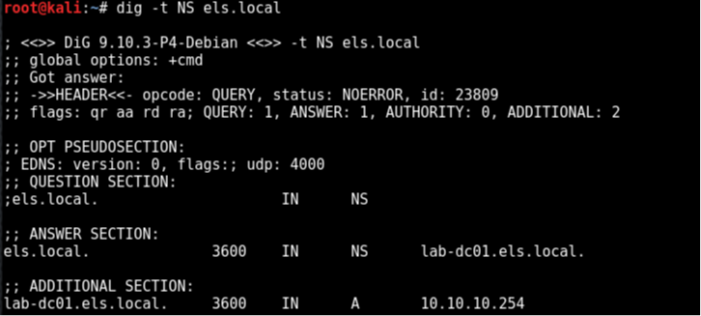 root@kali:~# dig -t NS els.local
; <<>> DiG 9.10.3-P4-Debian <<>> -t NS els.local
;; global options: +cmd
;; Got answer:
;; ->>HEADER<<- opcode: QUERY, status: NOERROR, id: 23809
;; flags: qr aa rd ra; QUERY: 1, ANSWER: 1, AUTHORITY: 0, ADDITIONAL: 2
;; OPT PSEUDOSECTION:
; EDNS: version: 0, flags:; udp: 4000
;; QUESTION SECTION:
;els.local. IN NS
;; ANSWER SECTION:
els.local. 3600 IN NS lab-dc01.els.local.
;; ADDITIONAL SECTION:
lab-dc01.els.local. 3600 IN A 10.10.10.254